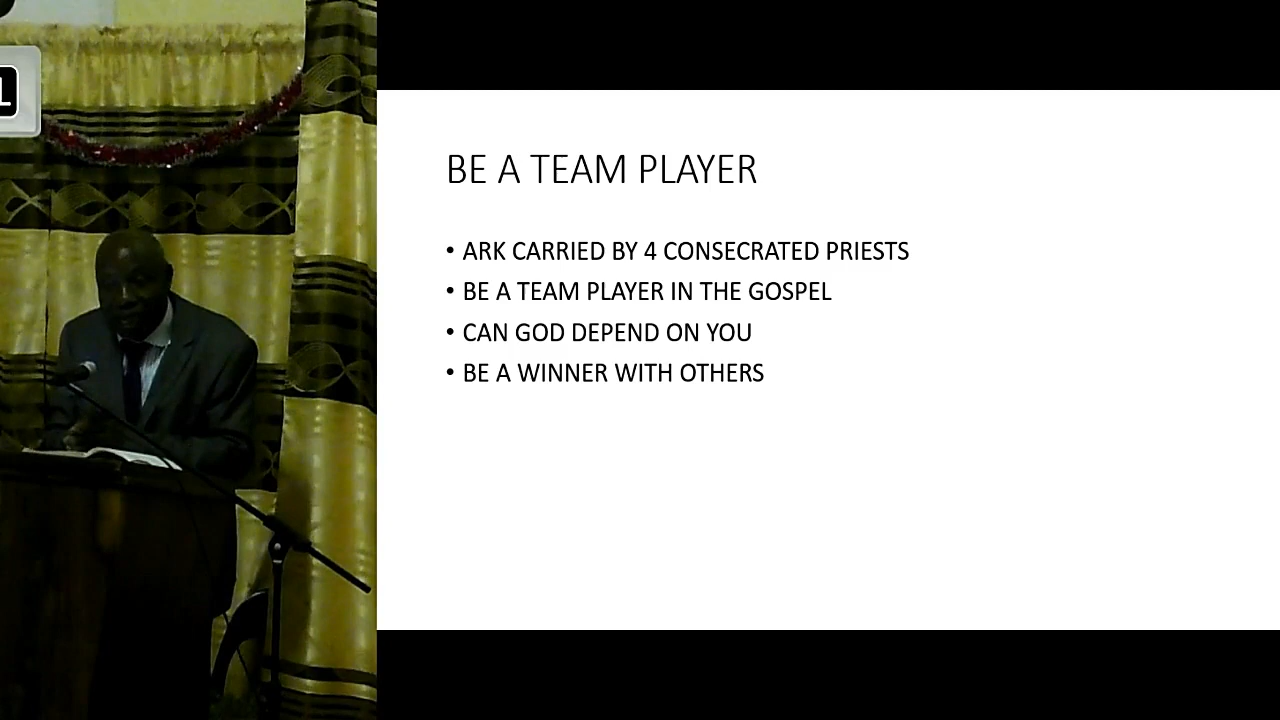 BE A TEAM PLAYER
• ARK CARRIED BY 4 CONSECRATED PRIESTS
• BE A TEAM PLAYER IN THE GOSPEL
• CAN GOD DEPEND ON YOU
• BE A WINNER WITH OTHERS